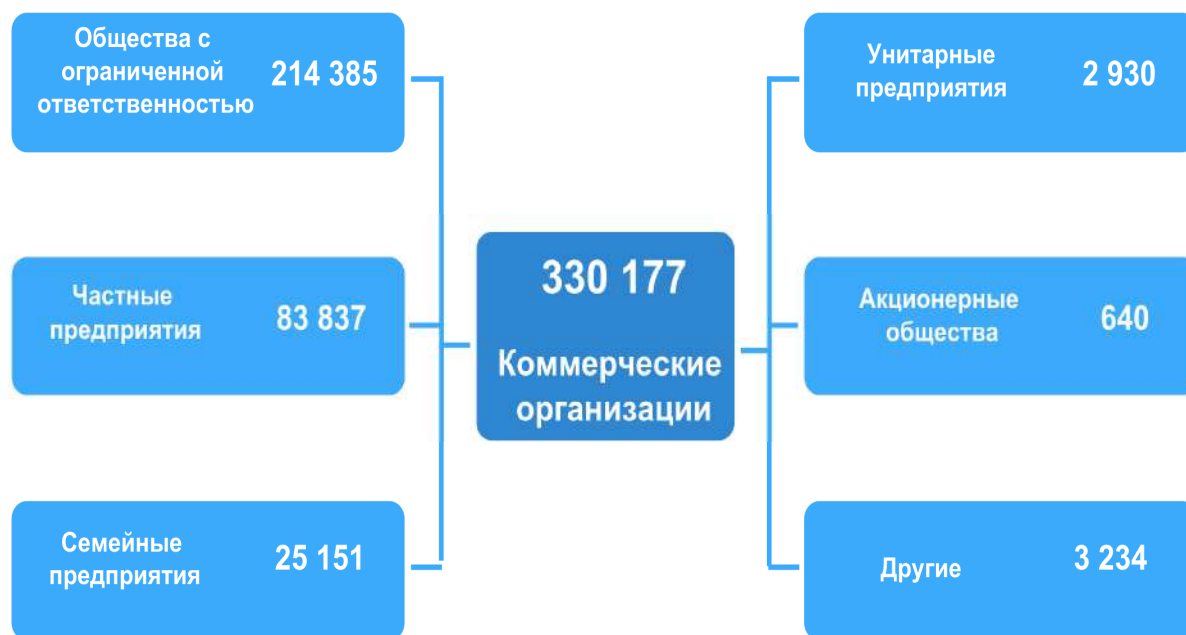 Общества с
ограниченной
ответственностью
214 385
Частные
предприятия
83 837
Семейные
предприятия
25 151
330 177
Коммерческие
организации
Унитарные
предприятия
2 930
Акционерные
общества
640
Другие
3 234